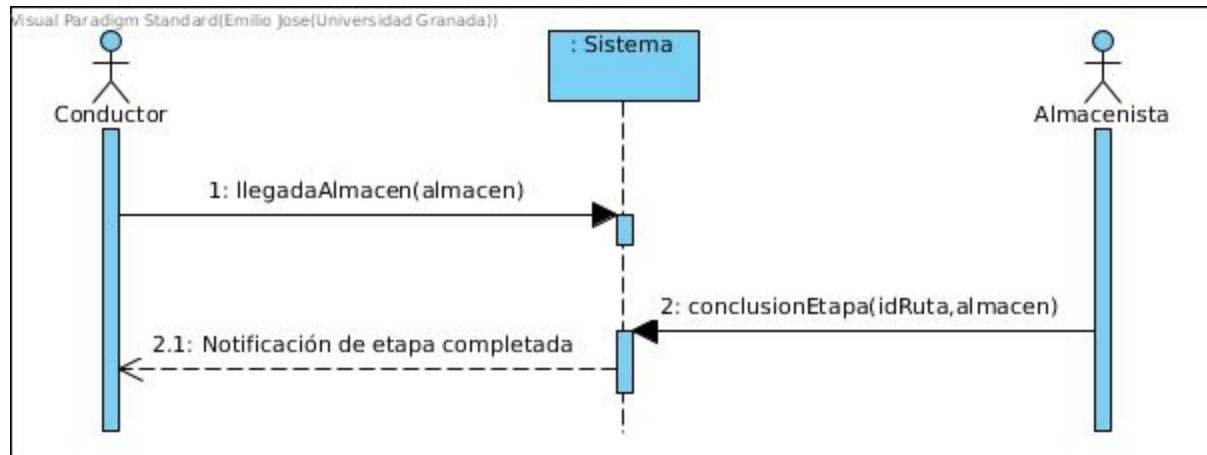 Visual Paradigm Standard(Emilio Jose(Universidad Granada))
: Sistema
Conductor
Almacenista
1: llegadaAlmacen(almacen)
2: conclusionEtapa(idRuta,almacen)
2.1: Notificación de etapa completada